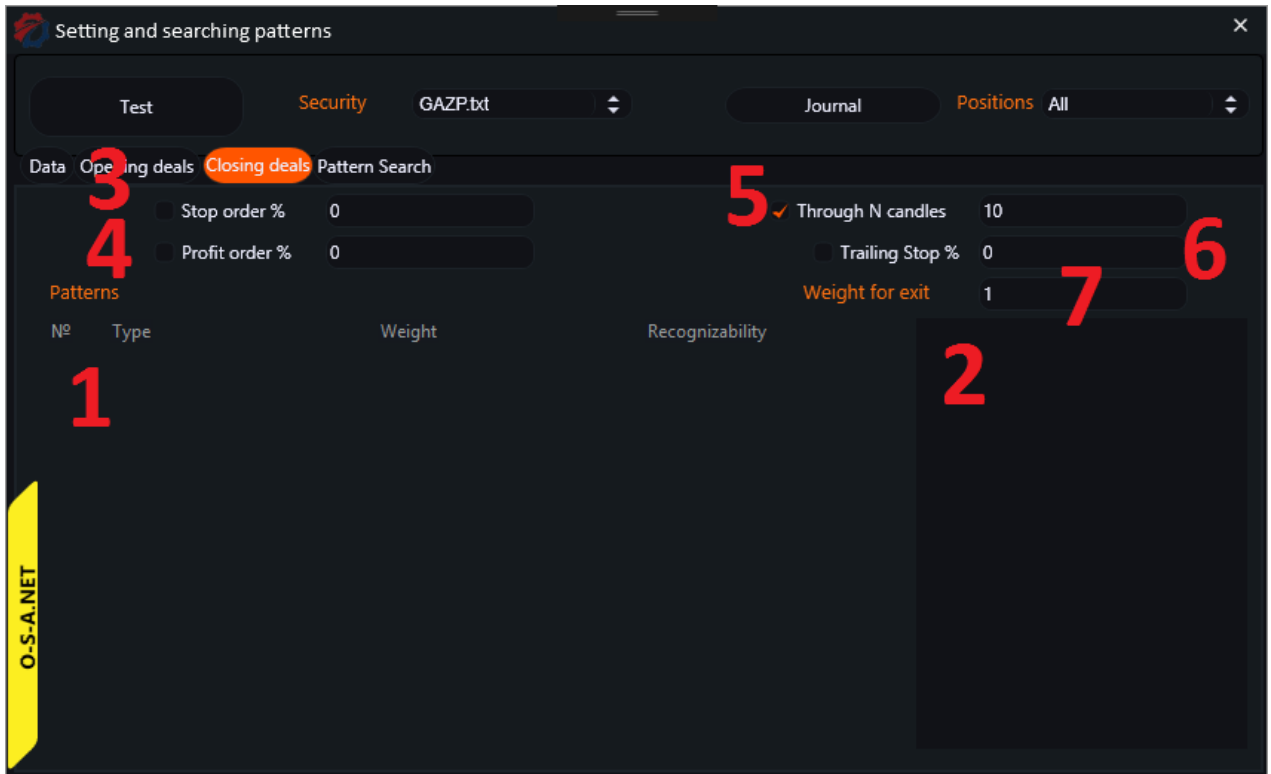 Setting and searching patterns
Test Security GAZP.txt Journal Positions All
Data Opening deals Closing deals Pattern Search
3 Stop order % 0 5 Through N candles 10
4 Profit order % 0 Trailing Stop % 0 6
Patterns Weight for exit 1 7
Nº Type Weight Recognizability
1 2
O-S-A.NET